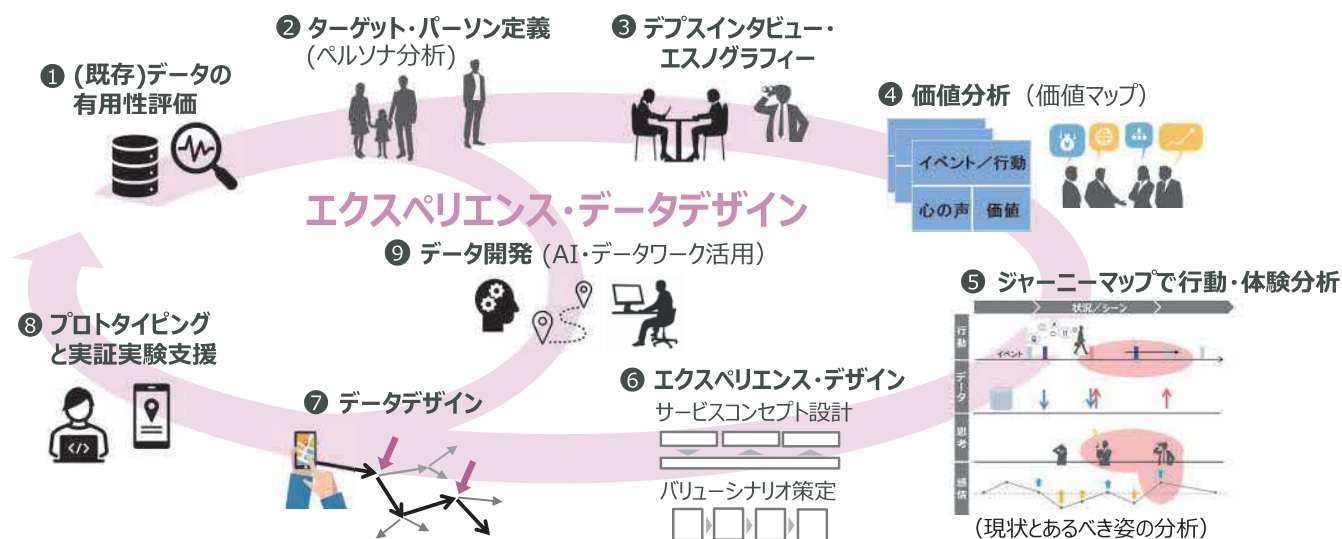 ❶ (既存)データの
有用性評価
❷ ターゲット・パーソン定義
(ペルソナ分析)
❸ デプスインタビュー・
エスノグラフィー
❹ 価値分析（価値マップ）
イベント／行動
心の声
価値
エクスペリエンス・データデザイン
❾ データ開発 (AI・データワーク活用)
❺ ジャーニーマップで行動・体験分析
状況／シーン
行動
イベント
データ
思考
感情
(現状とあるべき姿の分析)
❻ エクスペリエンス・デザイン
サービスコンセプト設計
バリューシナリオ策定
❼ データデザイン
❽ プロトタイピング
と実証実験支援